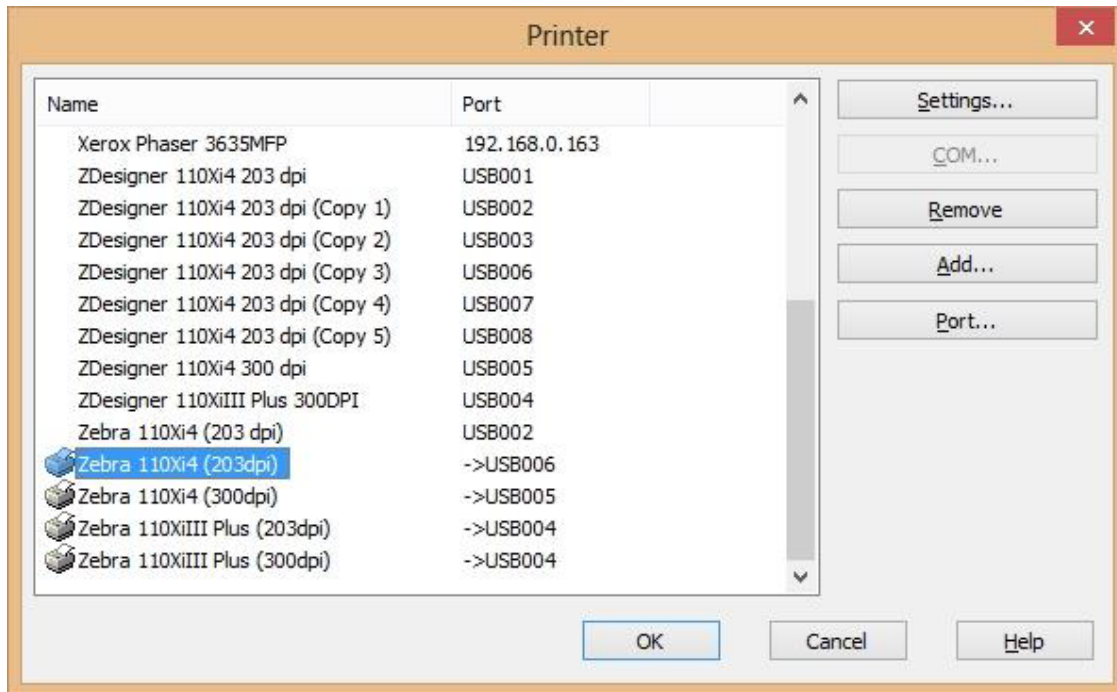 Printer
Name Port
Xerox Phaser 3635MFP 192.168.0.163
ZDesigner 110Xi4 203 dpi USB001
ZDesigner 110Xi4 203 dpi (Copy 1) USB002
ZDesigner 110Xi4 203 dpi (Copy 2) USB003
ZDesigner 110Xi4 203 dpi (Copy 3) USB006
ZDesigner 110Xi4 203 dpi (Copy 4) USB007
ZDesigner 110Xi4 203 dpi (Copy 5) USB008
ZDesigner 110Xi4 300 dpi USB005
ZDesigner 110XiIII Plus 300DPI USB004
Zebra 110Xi4 (203 dpi) USB002
Zebra 110Xi4 (203dpi) ->USB006
Zebra 110Xi4 (300dpi) ->USB005
Zebra 110XiIII Plus (203dpi) ->USB004
Zebra 110XiIII Plus (300dpi) ->USB004
Settings...
COM...
Remove
Add...
Port...
OK Cancel Help